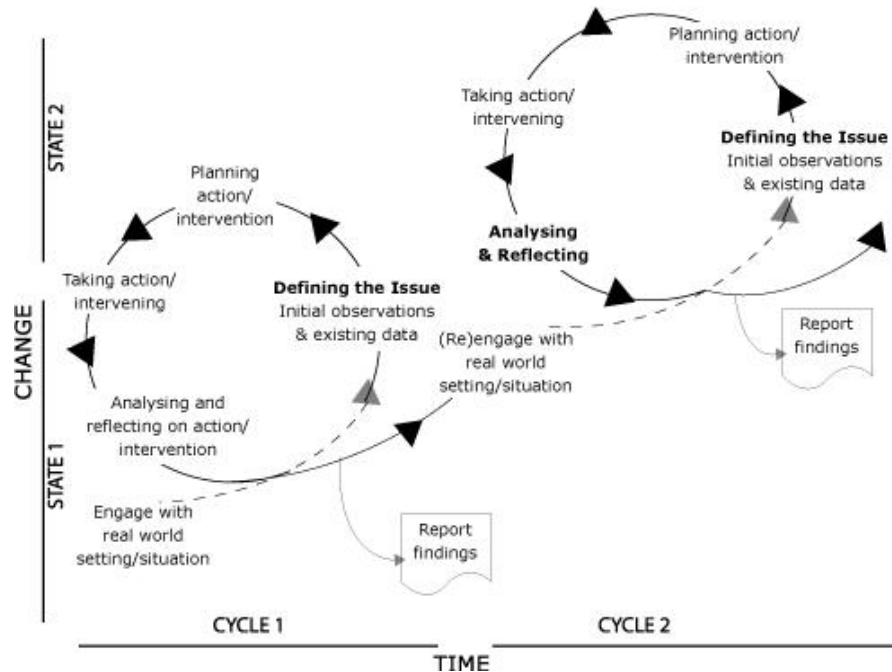 STATE 2
CHANGE
STATE 1
Planning
action/
intervention
Taking action/
intervening
Defining the Issue
Initial observations
& existing data
Analysing and
reflecting on action/
intervention
Engage with
real world
setting/situation
Report
findings
Planning action/
intervention
Taking action/
intervening
Defining the Issue
Initial observations
& existing data
Analysing
& Reflecting
(Re)engage with
real world
setting/situation
Report
findings
CYCLE 1
CYCLE 2
TIME